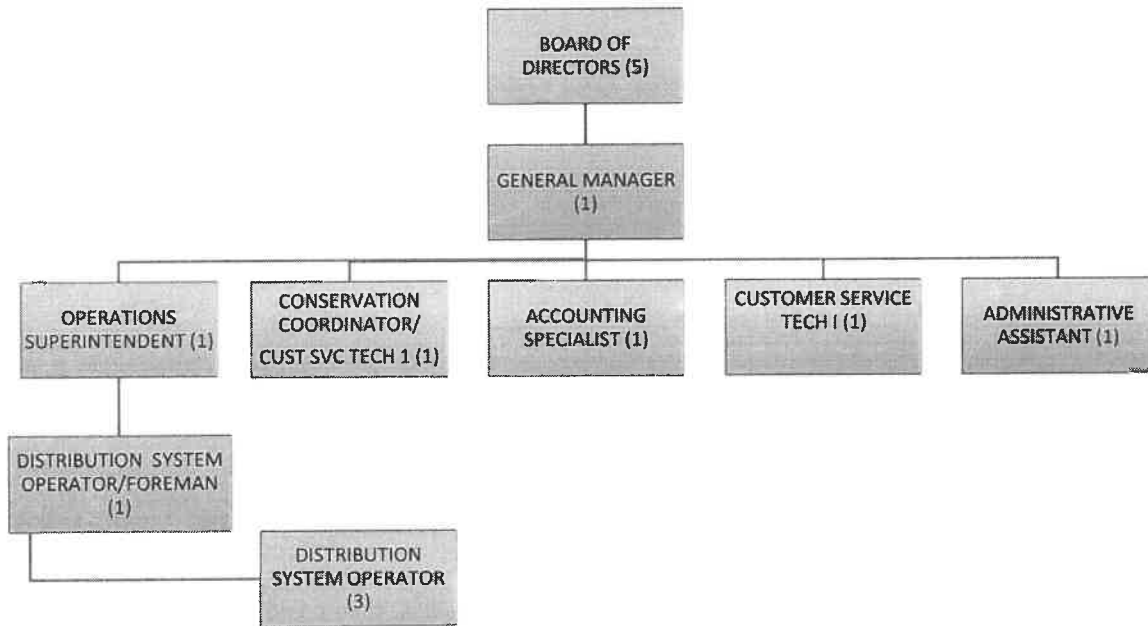 BOARD OF
DIRECTORS (5)
GENERAL MANAGER
(1)
OPERATIONS
SUPERINTENDENT (1)
CONSERVATION
COORDINATOR/
CUST SVC TECH 1 (1)
ACCOUNTING
SPECIALIST (1)
CUSTOMER SERVICE
TECH I (1)
ADMINISTRATIVE
ASSISTANT (1)
DISTRIBUTION SYSTEM
OPERATOR/FOREMAN
(1)
DISTRIBUTION
SYSTEM OPERATOR
(3)